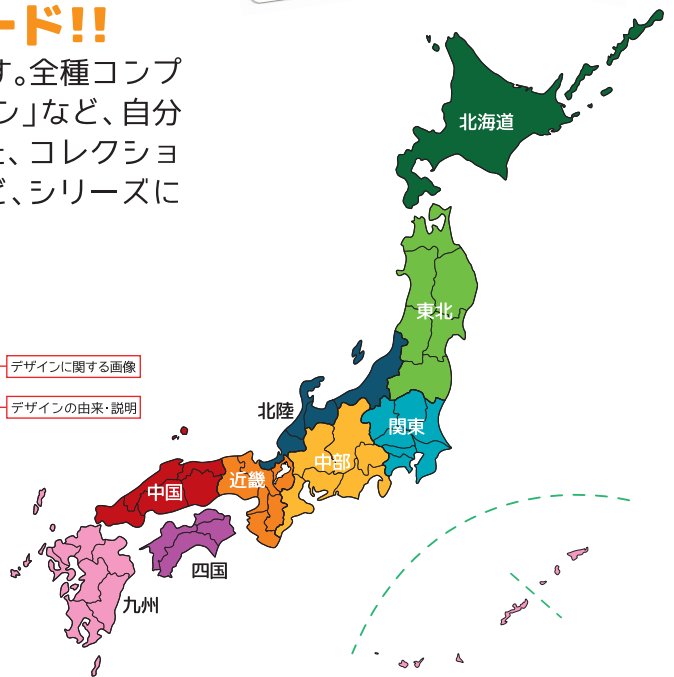 ード!!
す。全種コンプ
ン」など、自分
、コレクショ
、シリーズに
デザインに関する画像
デザインの由来・説明
北海道
東北
北陸
関東
中部
近畿
中国
四国
九州